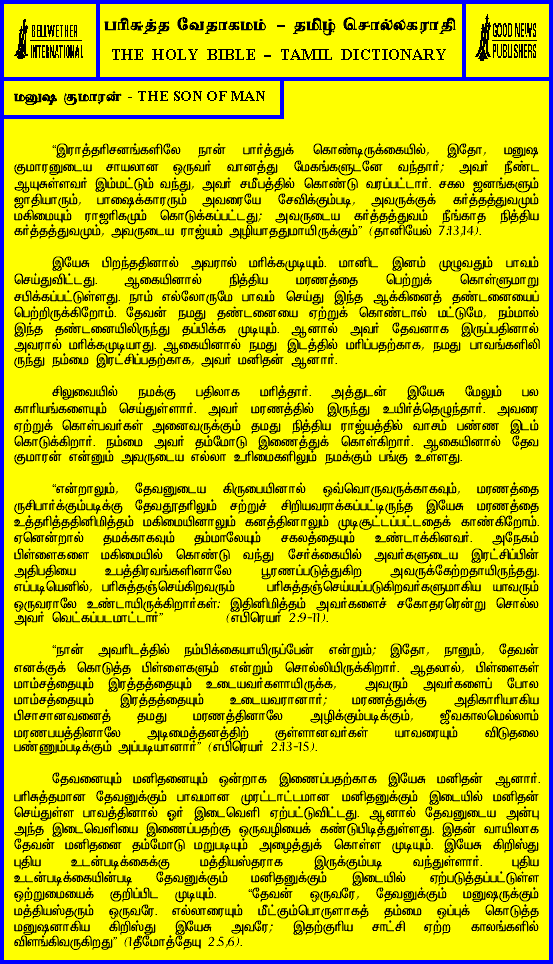 BELLWETHER
INTERNATIONAL
பரிசுத்த வேதாகமம் – தமிழ் சொல்லகராதி
THE HOLY BIBLE – TAMIL DICTIONARY
GOOD NEWS
PUBLISHERS
மனுஷ குமாரன் - THE SON OF MAN
“இராத்தரிசனங்களிலே நான் பார்த்துக் கொண்டிருக்கையில், இதோ, மனுஷ
குமாரனுடைய சாயலான ஒருவர் வானத்து மேகங்களுடனே வந்தார்; அவர் நீண்ட
ஆயுசுள்ளவர் இம்மட்டும் வந்து, அவர் சமீபத்தில் கொண்டு வரப்பட்டார். சகல ஜனங்களும்
ஜாதியாரும், பாஷைக்காரரும் அவரையே சேவிக்கும்படி, அவருக்குக் கர்த்தத்துவமும்
மகிமையும் ராஜரிகமும் கொடுக்கப்பட்டது; அவருடைய கர்த்தத்துவம் நீங்காத நித்திய
கர்த்தத்துவமும், அவருடைய ராஜ்யம் அழியாததுமாயிருக்கும்” (தானியேல் 7:13,14).
இயேசு பிறந்ததினால் அவரால் மரிக்கமுடியும். மானிட இனம் முழுவதும் பாவம்
செய்துவிட்டது. ஆகையினால் நித்திய மரணத்தை பெற்றுக் கொள்ளுமாறு
சபிக்கப்பட்டுள்ளது. நாம் எல்லோருமே பாவம் செய்து இந்த ஆக்கினைத் தண்டனையைப்
பெற்றிருக்கிறோம். தேவன் நமது தண்டனையை ஏற்றுக் கொண்டால் மட்டுமே, நம்மால்
இந்த தண்டனையிலிருந்து தப்பிக்க முடியும். ஆனால் அவர் தேவனாக இருப்பதினால்
அவரால் மரிக்கமுடியாது. ஆகையினால் நமது இடத்தில் மரிப்பதற்காக, நமது பாவங்களிலி
ருந்து நம்மை இரட்சிப்பதற்காக, அவர் மனிதன் ஆனார்.
சிலுவையில் நமக்கு பதிலாக மரித்தார். அத்துடன் இயேசு மேலும் பல
காரியங்களையும் செய்துள்ளார். அவர் மரணத்தில் இருந்து உயிர்த்தெழுந்தார். அவரை
ஏற்றுக் கொள்பவர்கள் அனைவருக்கும் தமது நித்திய ராஜ்யத்தில் வாசம் பண்ண இடம்
கொடுக்கிறார். நம்மை அவர் தம்மோடு இணைத்துக் கொள்கிறார். ஆகையினால் தேவ
குமாரன் என்னும் அவருடைய எல்லா உரிமைகளிலும் நமக்கும் பங்கு உள்ளது.
“என்றாலும், தேவனுடைய கிருபையினால் ஒவ்வொருவருக்காகவும், மரணத்தை
ருசிபார்க்கும்படிக்கு தேவதூதரிலும் சற்றுச் சிறியவராக்கப்பட்டிருந்த இயேசு மரணத்தை
உத்தரித்ததினிமித்தம் மகிமையினாலும் கனத்தினாலும் முடிசூட்டப்பட்டதைக் காண்கிறோம்.
ஏனென்றால் தமக்காகவும் தம்மாலேயும் சகலத்தையும் உண்டாக்கினவர். அநேகம்
பிள்ளைகளை மகிமையில் கொண்டு வந்து சேர்க்கையில் அவர்களுடைய இரட்சிப்பின்
அதிபதியை உபத்திரவங்களினாலே பூரணப்படுத்துகிற அவருக்கேற்றதாயிருந்தது.
எப்படியெனில், பரிசுத்தஞ்செய்கிறவரும் பரிசுத்தஞ்செய்யப்படுகிறவர்களுமாகிய யாவரும்
ஒருவராலே உண்டாயிருக்கிறார்கள்: இதினிமித்தம் அவர்களைச் சகோதரரென்று சொல்ல
அவர் வெட்கப்படமாட்டார்” (எபிரெயர் 2:9-11).
“நான் அவரிடத்தில் நம்பிக்கையாயிருப்பேன் என்றும்; இதோ, நானும், தேவன்
எனக்குக் கொடுத்த பிள்ளைகளும் என்றும் சொல்லியிருக்கிறார். ஆதலால், பிள்ளைகள்
மாம்சத்தையும் இரத்தத்தையும் உடையவர்களாயிருக்க, அவரும் அவர்களைப் போல
மாம்சத்தையும் இரத்தத்தையும் உடையவரானார்; மரணத்துக்கு அதிகாரியாகிய
பிசாசானவனைத் தமது மரணத்தினாலே அழிக்கும்படிக்கும், ஜீவகாலமெல்லாம்
மரணபயத்தினாலே அடிமைத்தனத்திற் குள்ளானவர்கள் யாவரையும் விடுதலை
பண்ணும்படிக்கும் அப்படியானார்” (எபிரெயர் 2:13-15).
தேவனையும் மனிதனையும் ஒன்றாக இணைப்பதற்காக இயேசு மனிதன் ஆனார்.
பரிசுத்தமான தேவனுக்கும் பாவமான முரட்டாட்டமான மனிதனுக்கும் இடையில் மனிதன்
செய்துள்ள பாவத்தினால் ஓர் இடைவெளி ஏற்பட்டுவிட்டது. ஆனால் தேவனுடைய அன்பு
அந்த இடைவெளியை இணைப்பதற்கு ஒருவழியைக் கண்டுபிடித்துள்ளது. இதன் வாயிலாக
தேவன் மனிதனை தம்மோடு மறுபடியும் அழைத்துக் கொள்ள முடியும். இயேசு கிறிஸ்து
புதிய உடன்படிக்கைக்கு மத்தியஸ்தராக இருக்கும்படி வந்துள்ளார். புதிய
உடன்படிக்கையின்படி தேவனுக்கும் மனிதனுக்கும் இடையில் ஏற்படுத்தப்பட்டுள்ள
ஒற்றுமையைக் குறிப்பிட முடியும். “தேவன் ஒருவரே, தேவனுக்கும் மனுஷருக்கும்
மத்தியஸ்தரும் ஒருவரே. எல்லாரையும் மீட்கும்பொருளாகத் தம்மை ஒப்புக் கொடுத்த
மனுஷனாகிய கிறிஸ்து இயேசு அவரே; இதற்குரிய சாட்சி ஏற்ற காலங்களில்
விளங்கிவருகிறது” (1தீமோத்தேயு 2:5,6).